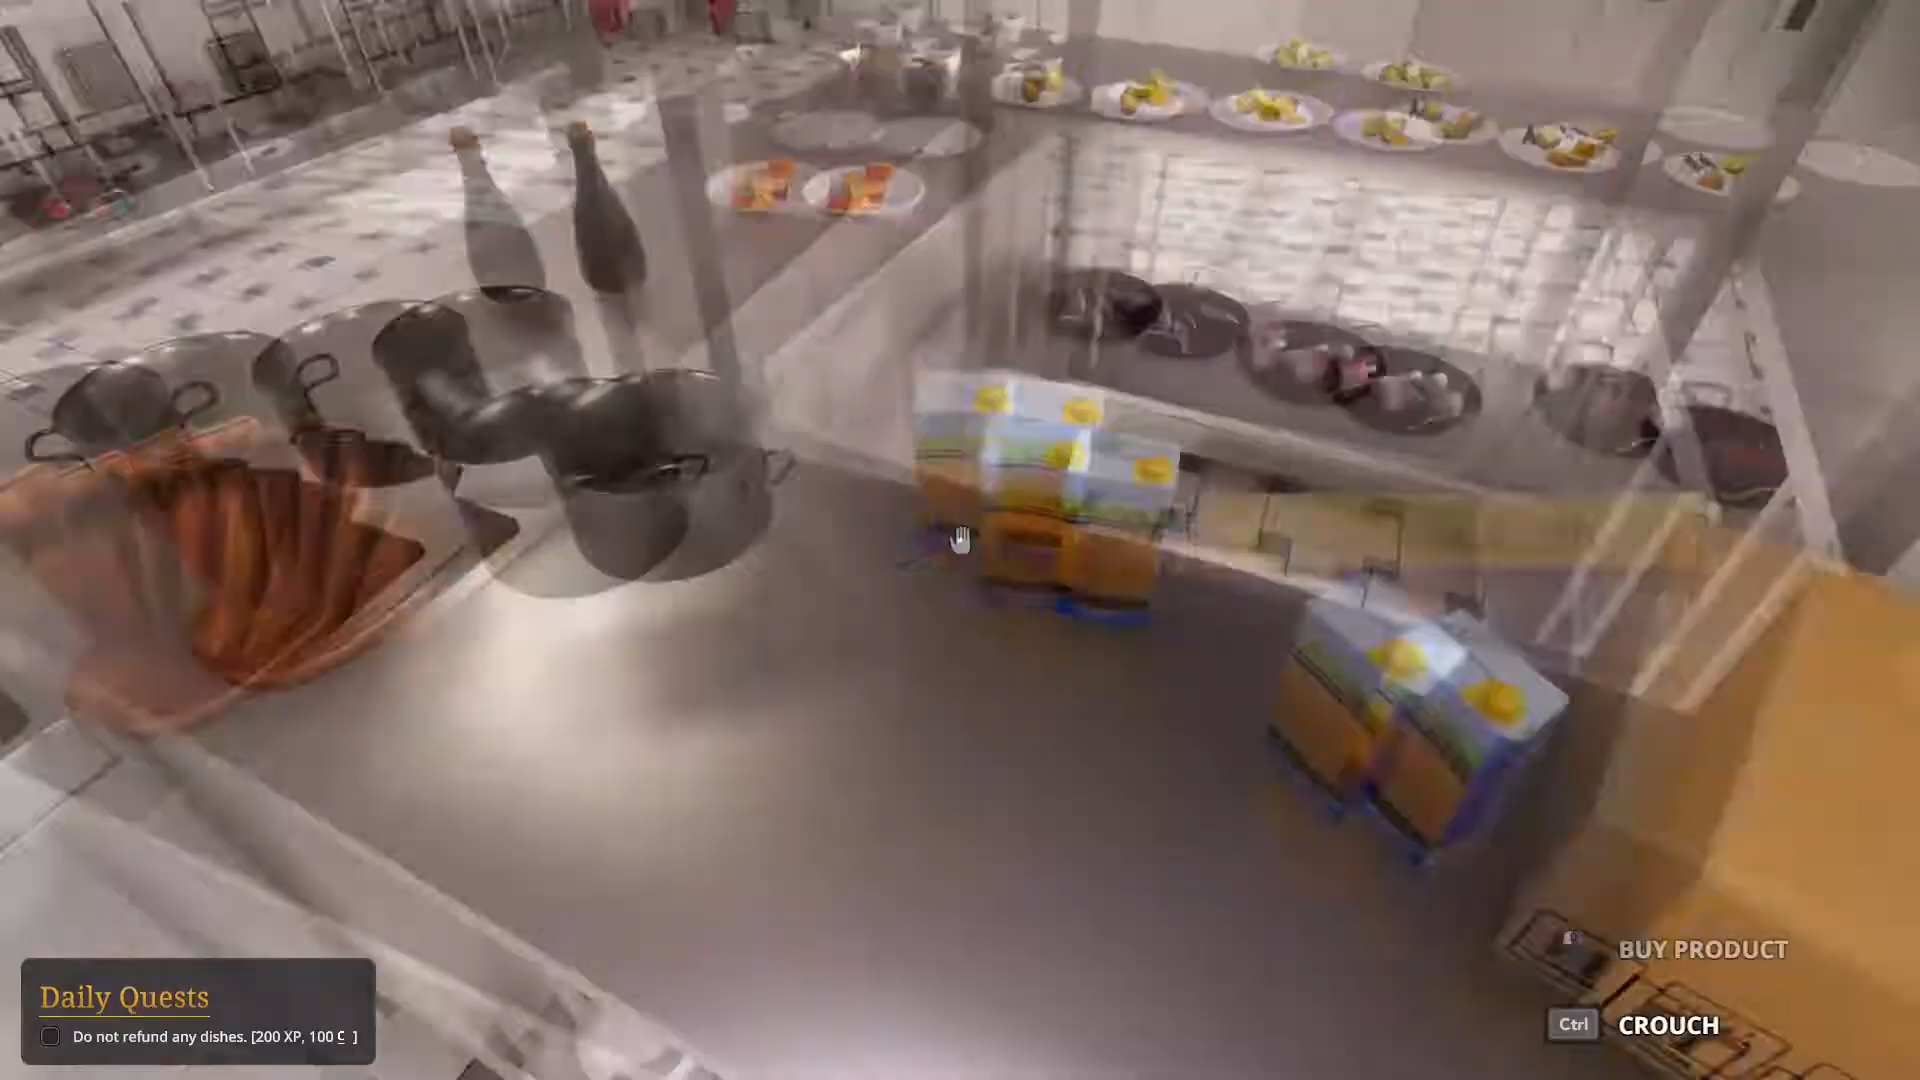 BUY PRODUCT
Daily Quests
Do not refund any dishes. [200 XP, 100 C ]
Ctrl CROUCH